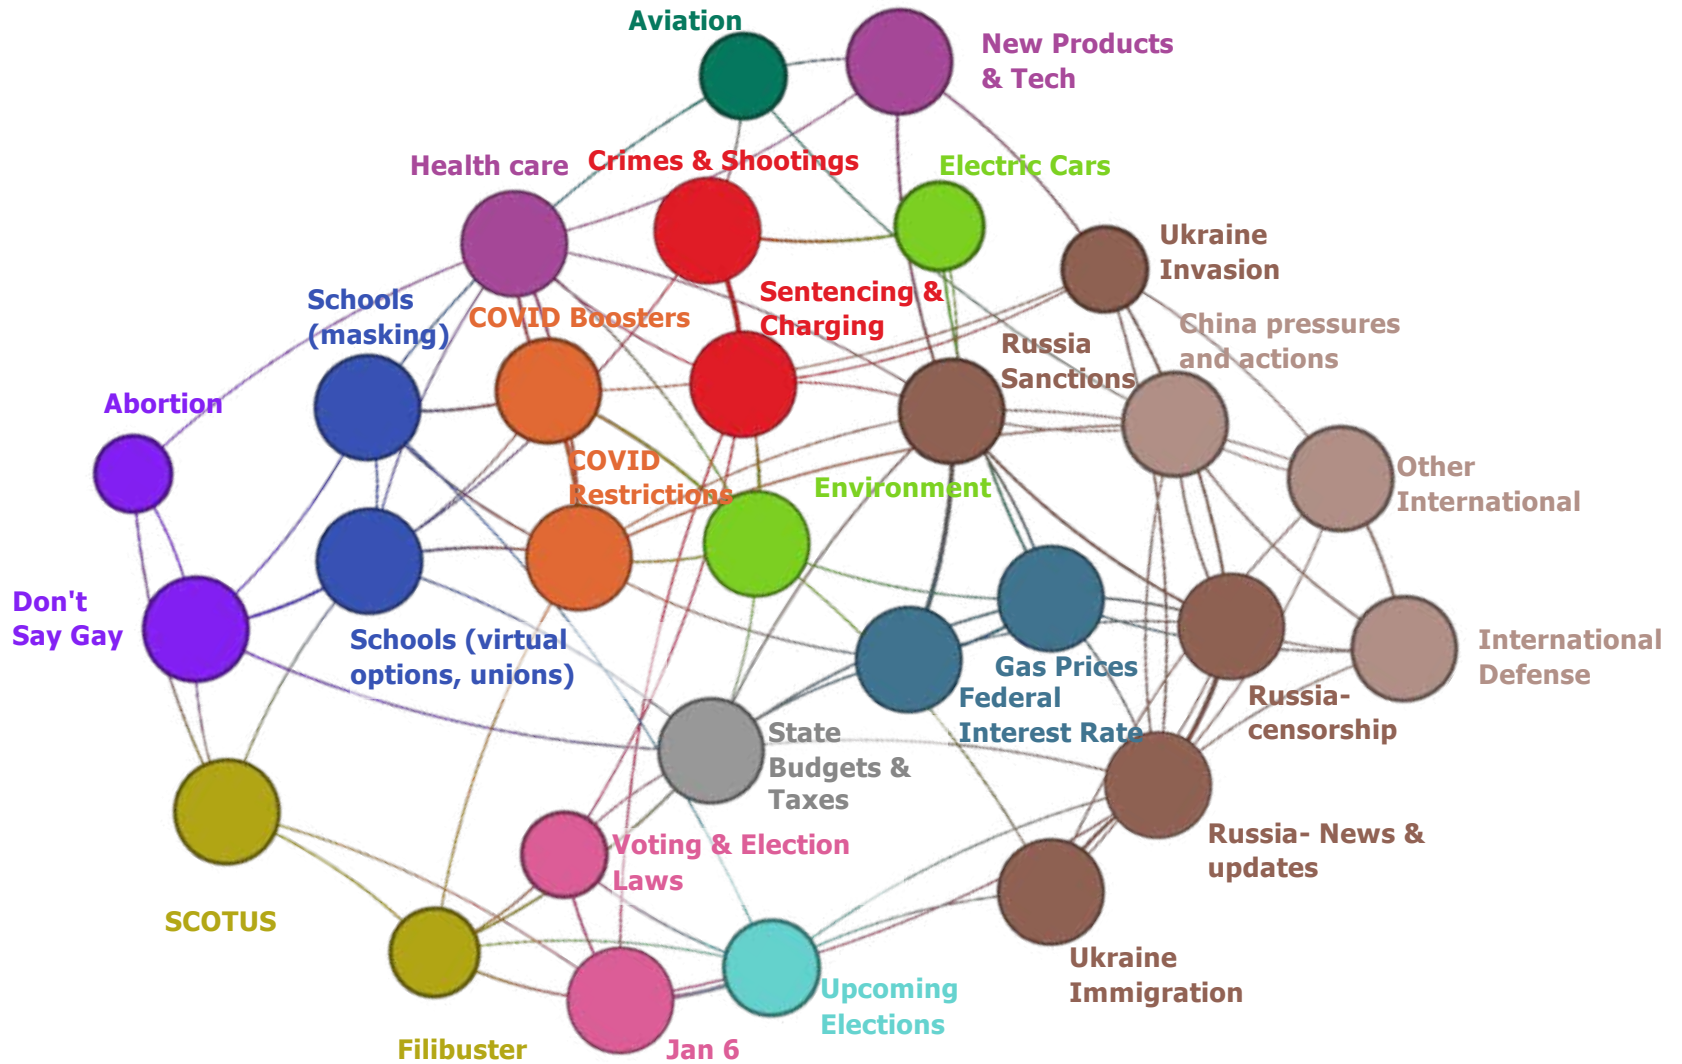 Aviation
New Products
& Tech
Health care
Crimes & Shootings
Electric Cars
Ukraine
Invasion
Schools
(masking)
COVID Boosters
Sentencing &
Charging
Russia
Sanctions
China pressures
and actions
Abortion
COVID
Restrictions
Environment
Other
International
Don't
Say Gay
Schools (virtual
options, unions)
Gas Prices
Federal
Interest Rate
International
Defense
Russia-
censorship
State
Budgets &
Taxes
Voting & Election
Laws
Russia- News &
updates
SCOTUS
Ukraine
Immigration
Upcoming
Elections
Filibuster
Jan 6